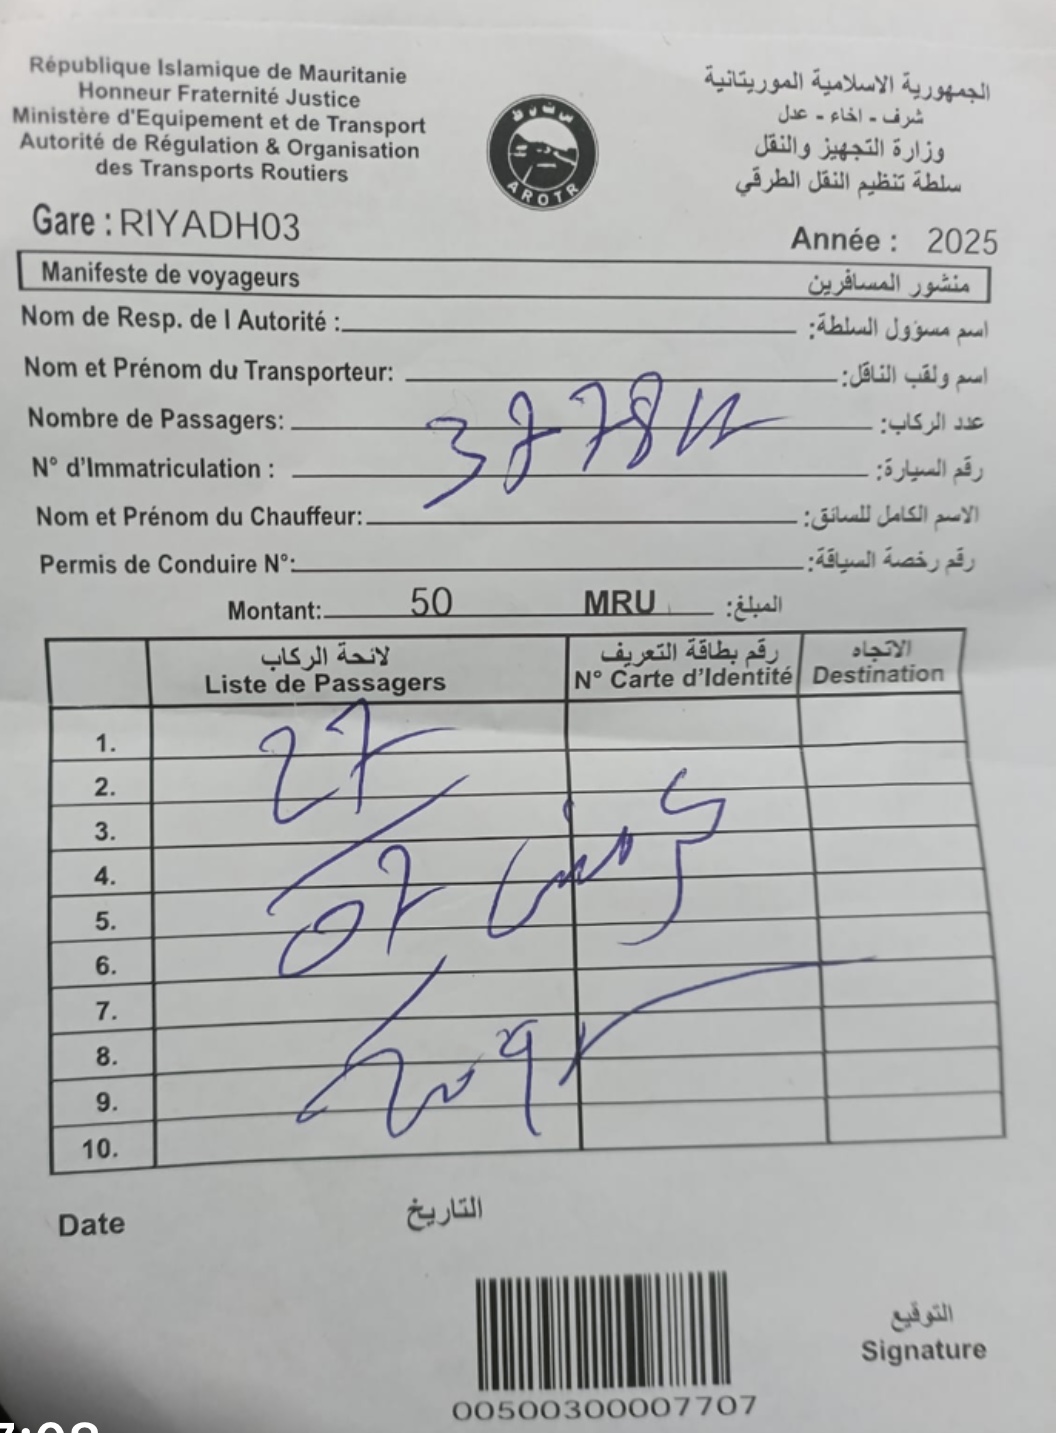 République Islamique de Mauritanie
Honneur Fraternité Justice
Ministère d'Equipement et de Transport
Autorité de Régulation & Organisation
des Transports Routiers
الجمهورية الاسلامية الموريتانية
شرف - اخاء - عدل
وزارة التجهيز والنقل
سلطة تنظيم النقل الطرقي
AROTR
Gare : RIYADH03
Année : 2025
Manifeste de voyageurs منشور المسافرين
Nom de Resp. de l Autorité : اسم مسؤول السلطة:
Nom et Prénom du Transporteur: اسم ولقب الناقل:
Nombre de Passagers: عدد الركاب:
N° d'Immatriculation : رقم السيارة:
Nom et Prénom du Chauffeur: الاسم الكامل للسائق:
Permis de Conduire N°: رقم رخصة السياقة:
Montant: 50 MRU المبلغ:
لائحة الركاب رقم بطاقة التعريف الاتجاه
Liste de Passagers N° Carte d'Identité Destination
1.
27
2.
3.
4.
5.
07
6.
7.
8.
9.
10.
Date التاريخ
التوقيع
Signature
00500300007707